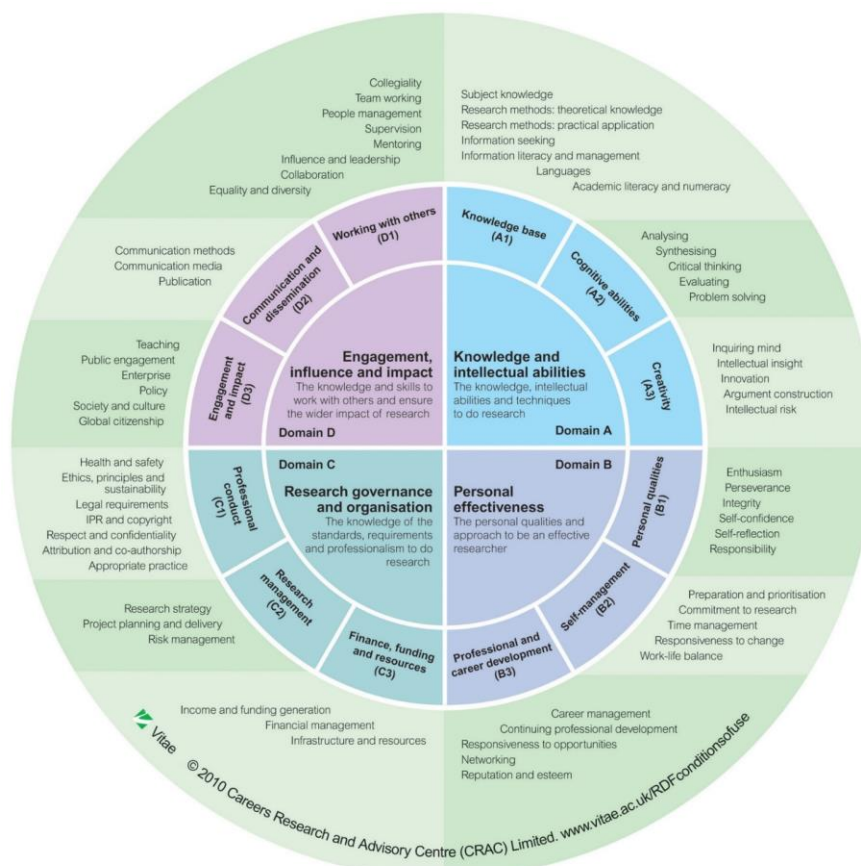 Collegiality
Team working
People management
Supervision
Mentoring
Influence and leadership
Collaboration
Equality and diversity
Subject knowledge
Research methods: theoretical knowledge
Research methods: practical application
Information seeking
Information literacy and management
Languages
Academic literacy and numeracy
Working with others
(D1)
Knowledge base
(A1)
Communication methods
Communication media
Publication
Communication and
dissemination
(D2)
Cognitive abilities
(A2)
Analysing
Synthesising
Critical thinking
Evaluating
Problem solving
Teaching
Public engagement
Enterprise
Policy
Society and culture
Global citizenship
Engagement
and impact
(D3)
Engagement,
influence and impact
The knowledge and skills to
work with others and ensure
the wider impact of research
Domain D
Knowledge and
intellectual abilities
The knowledge, intellectual
abilities and techniques
to do research
Domain A
Creativity
(A3)
Inquiring mind
Intellectual insight
Innovation
Argument construction
Intellectual risk
Health and safety
Ethics, principles and
sustainability
Legal requirements
IPR and copyright
Respect and confidentiality
Attribution and co-authorship
Appropriate practice
Professional
conduct
(C1)
Domain C
Research governance
and organisation
The knowledge of the
standards, requirements
and professionalism to do
research
Domain B
Personal
effectiveness
The personal qualities and
approach to be an effective
researcher
Personal qualities
(B1)
Enthusiasm
Perseverance
Integrity
Self-confidence
Self-reflection
Responsibility
Research strategy
Project planning and delivery
Risk management
Research
management
(C2)
Finance, funding
and resources
(C3)
Professional and
career development
(B3)
Self-management
(B2)
Preparation and prioritisation
Commitment to research
Time management
Responsiveness to change
Work-life balance
Income and funding generation
Financial management
Infrastructure and resources
Career management
Continuing professional development
Responsiveness to opportunities
Networking
Reputation and esteem
Vitae © 2010 Careers Research and Advisory Centre (CRAC) Limited. www.vitae.ac.uk/RDFconditionsofuse